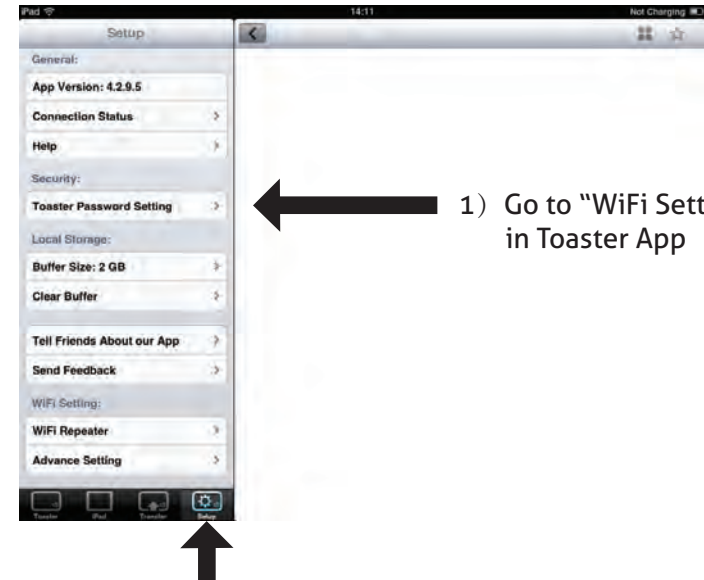 iPad 14:11 Not Charging
Setup
General:
App Version: 4.2.9.5
Connection Status
Help
Security:
Toaster Password Setting
Local Storage:
Buffer Size: 2 GB
Clear Buffer
Tell Friends About our App
Send Feedback
WiFi Setting:
WiFi Repeater
Advance Setting
Toaster iPad Transfer Setup
1) Go to “WiFi Sett
in Toaster App